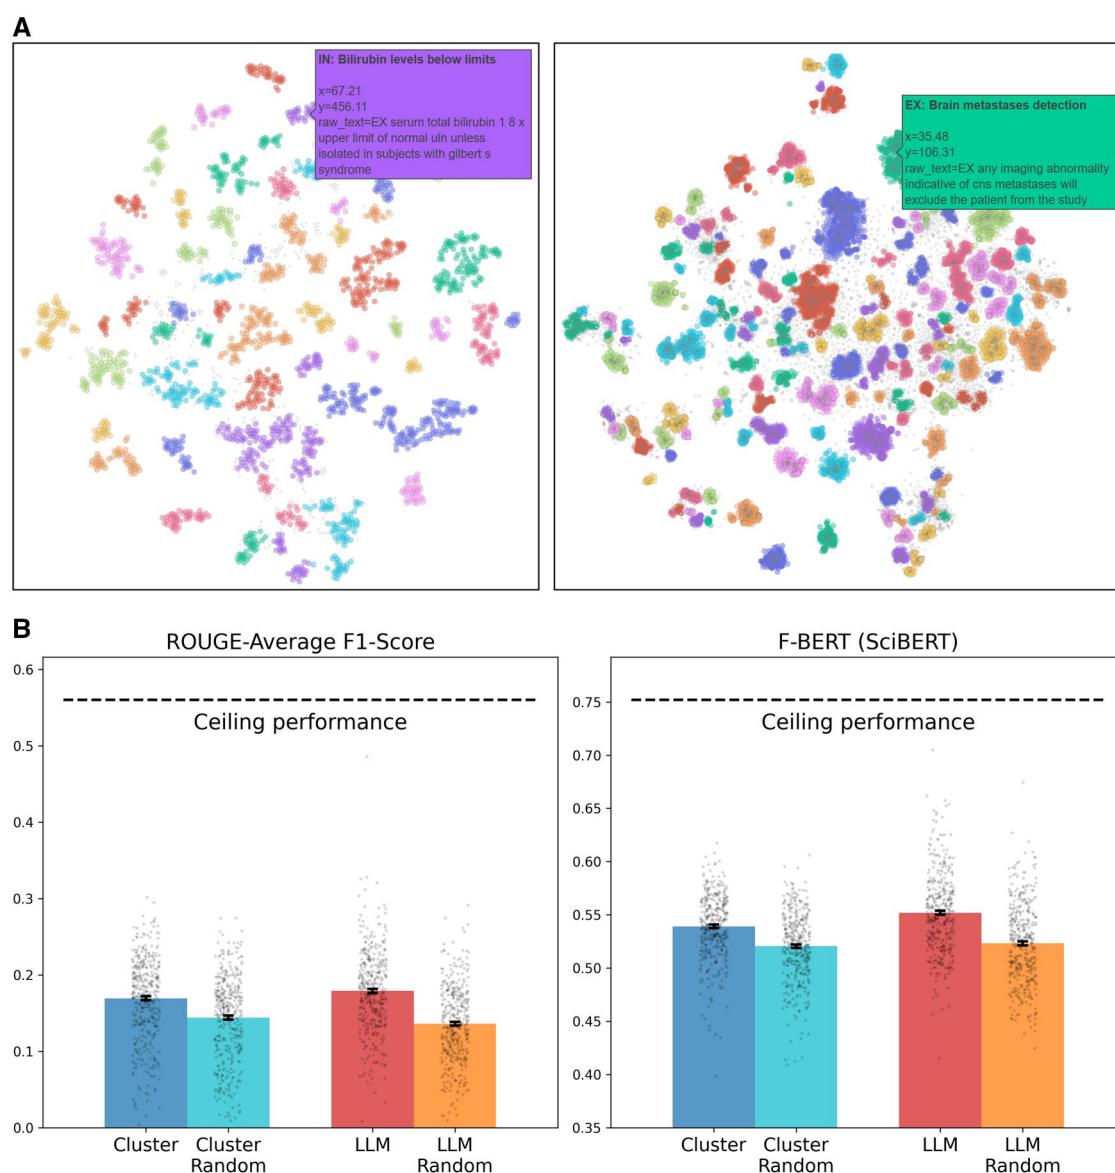 A
IN: Bilirubin levels below limits
x=67.21
y=456.11
raw_text=EX serum total bilirubin 1 8 x
upper limit of normal uln unless
isolated in subjects with gilbert s
syndrome
EX: Brain metastases detection
x=35.48
y=106.31
raw_text=EX any imaging abnormality
indicative of cns metastases will
exclude the patient from the study
B
ROUGE-Average F1-Score
0.6
0.5
0.4
0.3
0.2
0.1
0.0
Ceiling performance
Cluster
Cluster
Random
LLM
LLM
Random
F-BERT (SciBERT)
0.75
0.70
0.65
0.60
0.55
0.50
0.45
0.40
0.35
Ceiling performance
Cluster
Cluster
Random
LLM
LLM
Random